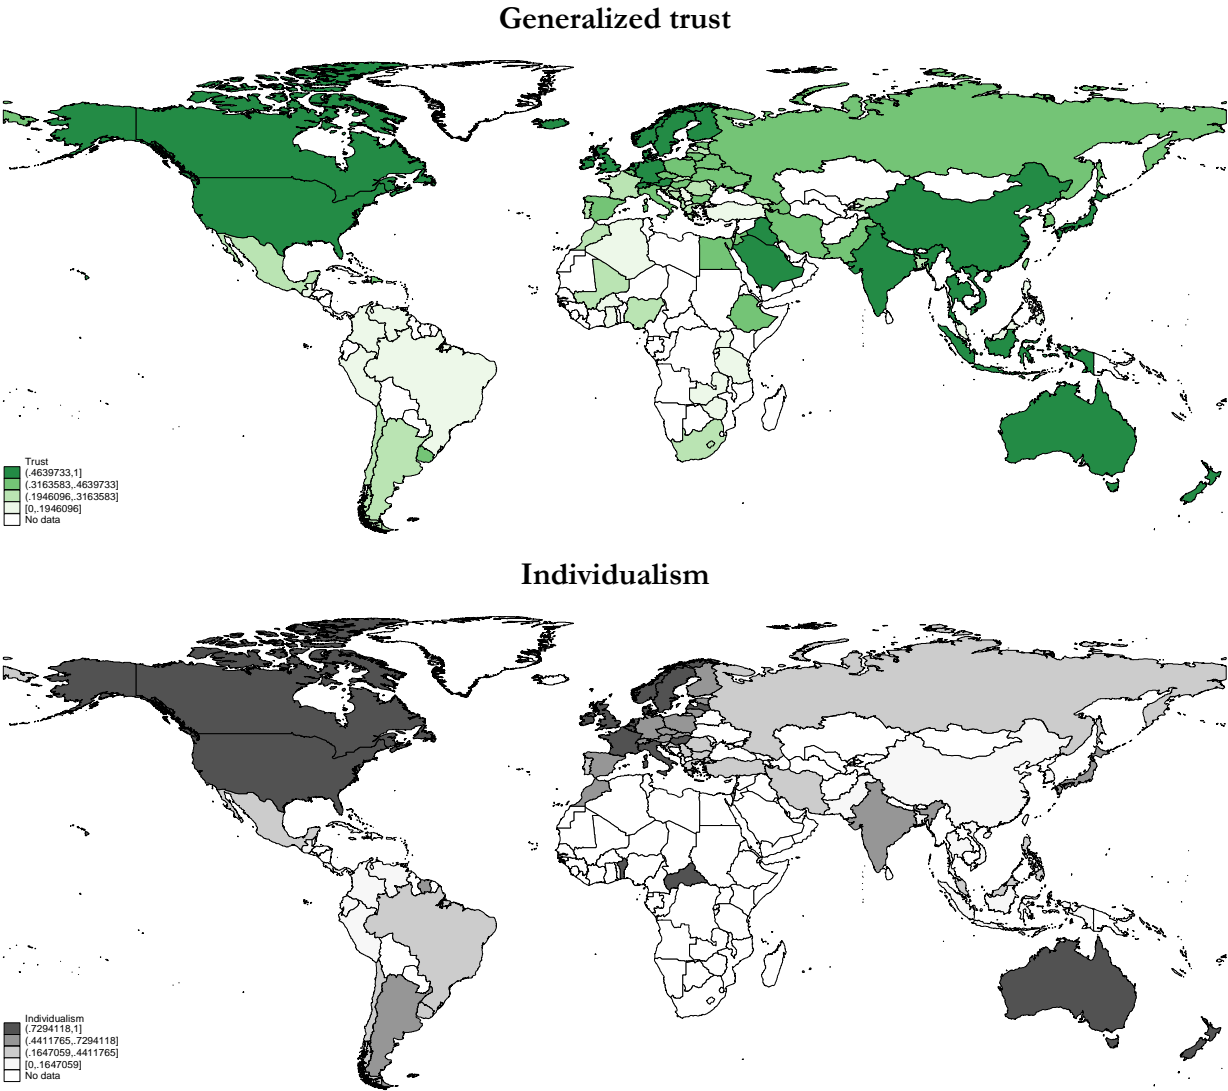 Generalized trust
Trust
(.4639733,1]
(.3163583,.4639733]
(.1946096,.3163583]
[0,.1946096]
No data
Individualism
Individualism
(.7294118,1]
(.4411765,.7294118]
(.1647059,.4411765]
[0,.1647059]
No data